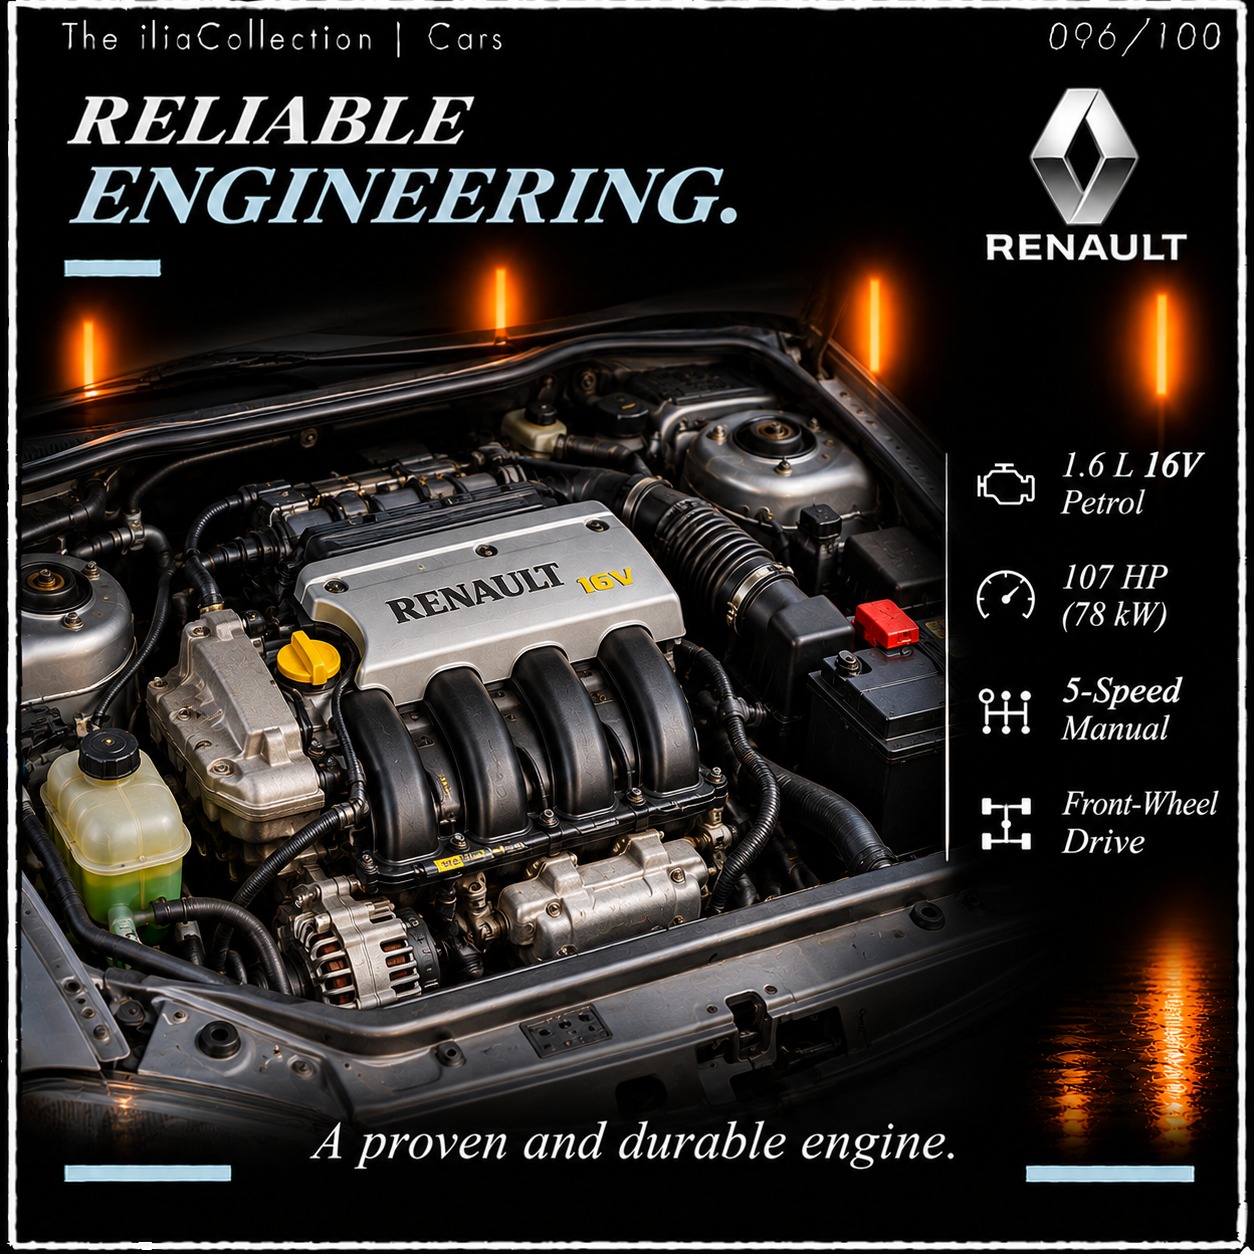 The iliaCollection | Cars
096/100
RELIABLE
ENGINEERING.
RENAULT
RENAULT 16V
1.6 L 16V
Petrol
107 HP
(78 kW)
5-Speed
Manual
Front-Wheel
Drive
A proven and durable engine.